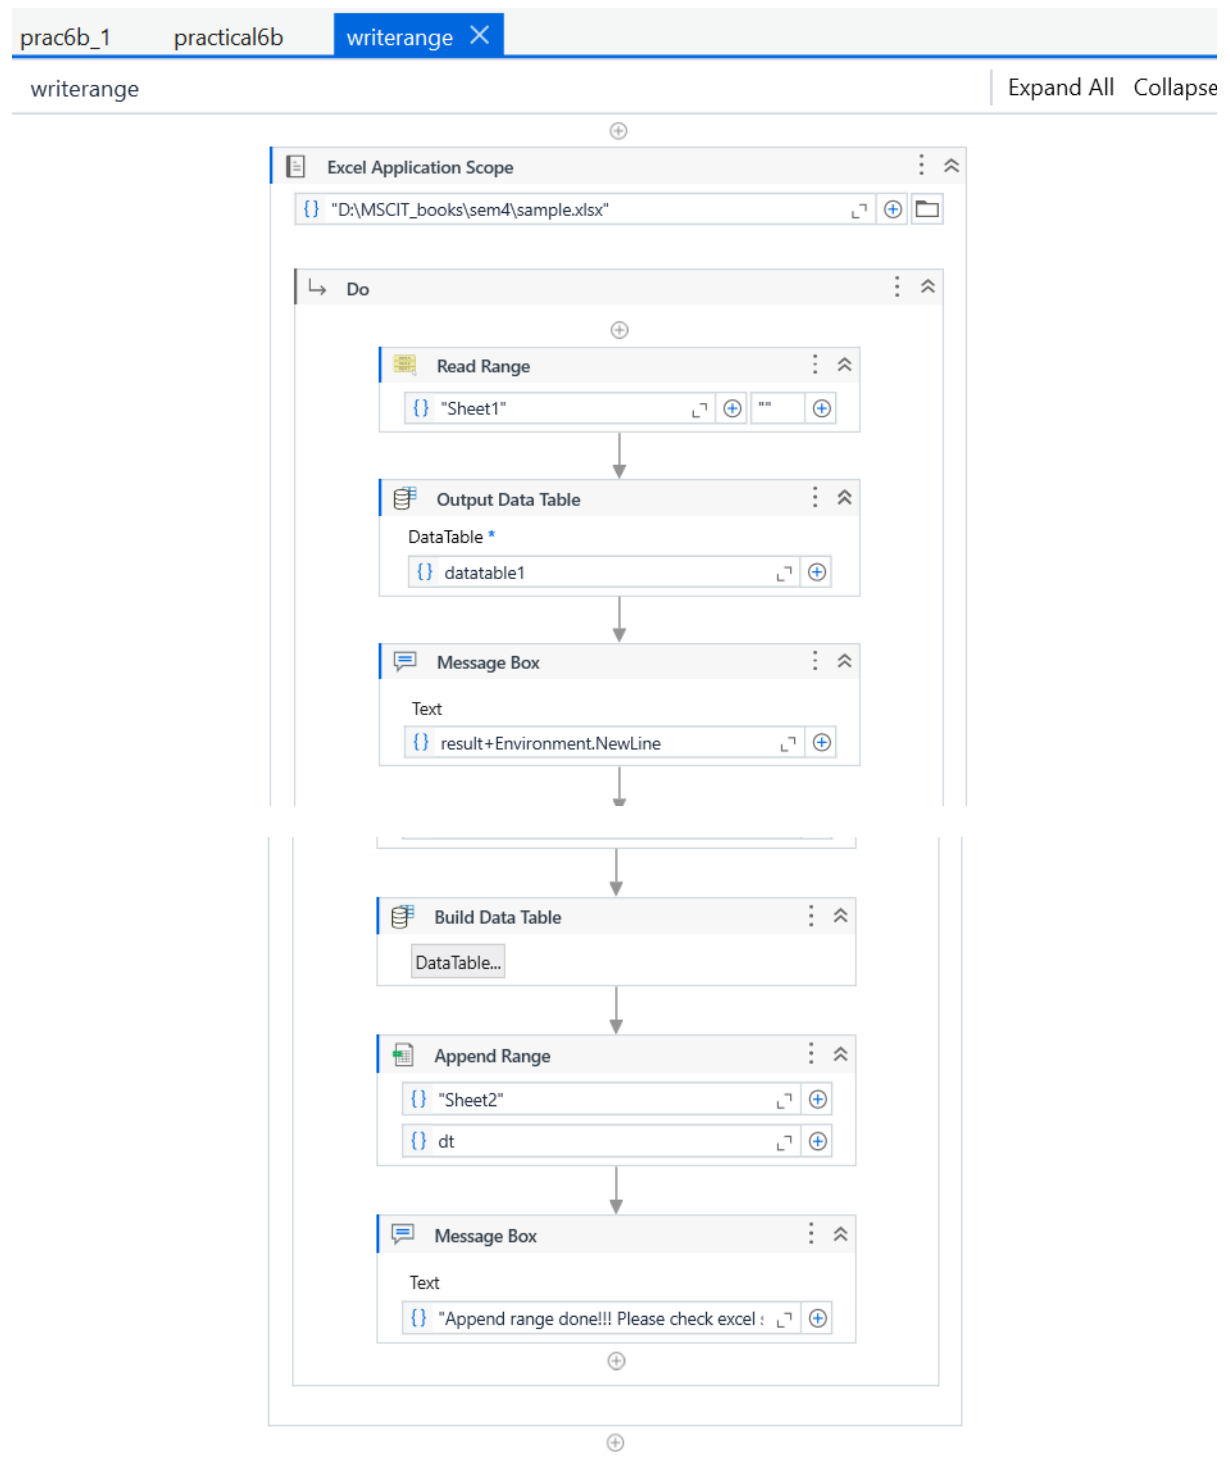 prac6b_1 practical6b writerange
writerange Expand All Collapse
Excel Application Scope
{} "D:\MSCIT_books\sem4\sample.xlsx"
Do
Read Range
{} "Sheet1" ""
Output Data Table
DataTable *
{} datatable1
Message Box
Text
{} result+Environment.NewLine
Build Data Table
DataTable...
Append Range
{} "Sheet2"
{} dt
Message Box
Text
{} "Append range done!!! Please check excel